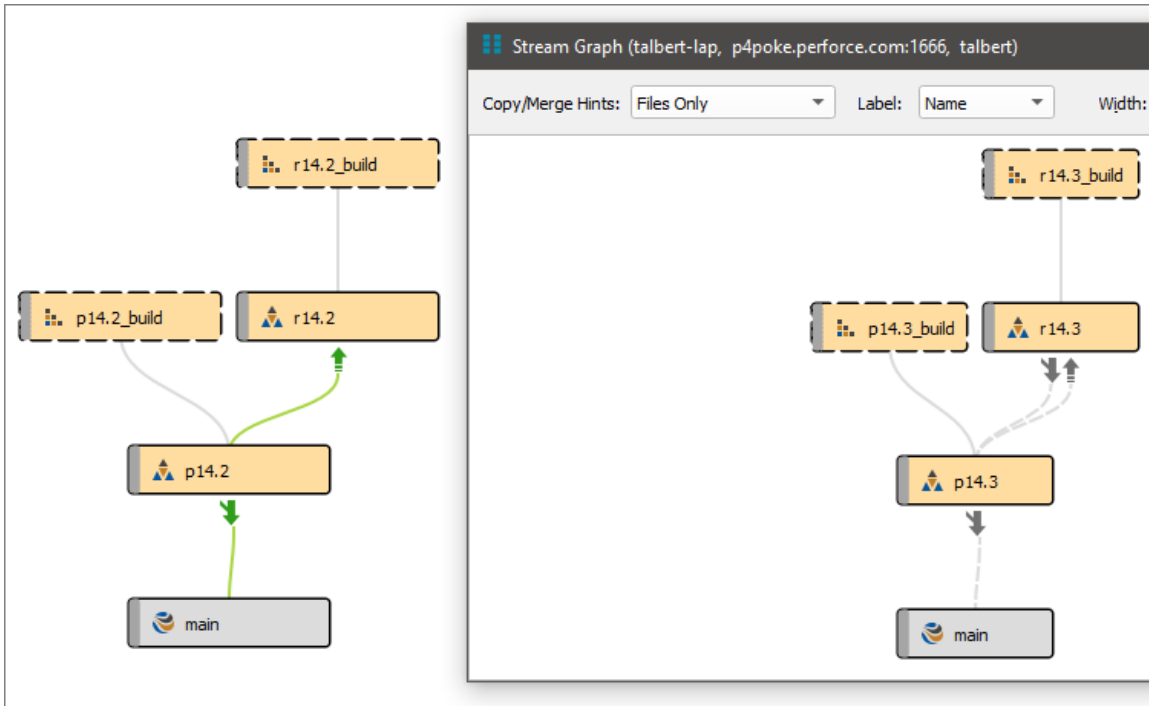 Stream Graph (talbert-lap, p4poke.perforce.com:1666, talbert)
Copy/Merge Hints: Files Only Label: Name Width:
r14.2_build
p14.2_build
r14.2
p14.2
main
r14.3_build
p14.3_build
r14.3
p14.3
main